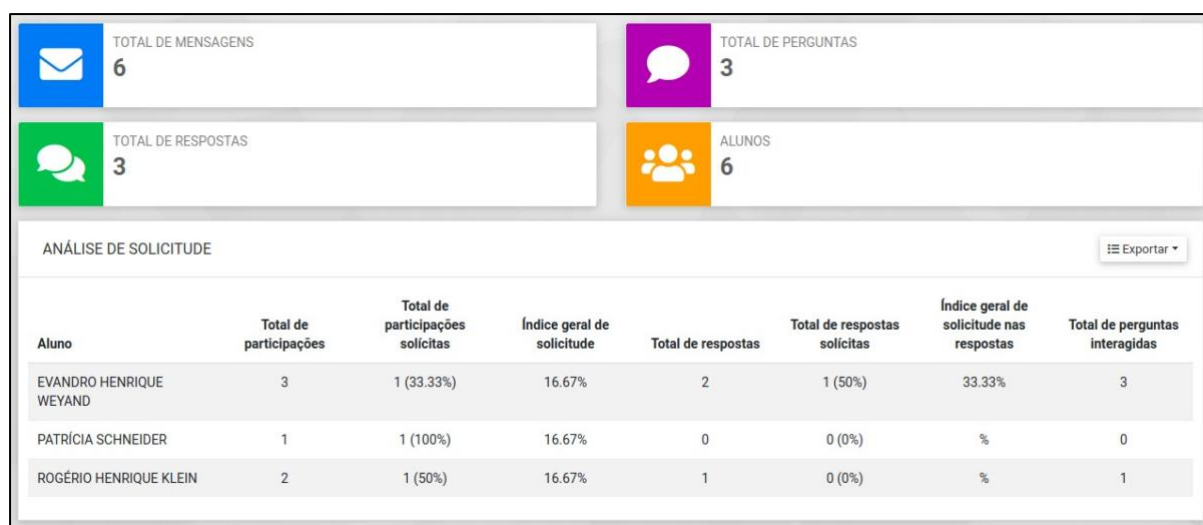 TOTAL DE MENSAGENS
6
TOTAL DE PERGUNTAS
3
TOTAL DE RESPOSTAS
3
ALUNOS
6
ANÁLISE DE SOLICITUDE
Exportar
Aluno
Total de
participações
Total de
participações
solícitas
Índice geral de
solicitude
Total de respostas
Total de respostas
solícitas
Índice geral de
solicitude nas
respostas
Total de perguntas
interagidas
EVANDRO HENRIQUE
WEYAND
3 1 (33.33%) 16.67% 2 1 (50%) 33.33% 3
PATRÍCIA SCHNEIDER 1 1 (100%) 16.67% 0 0 (0%) % 0
ROGÉRIO HENRIQUE KLEIN 2 1 (50%) 16.67% 1 0 (0%) % 1